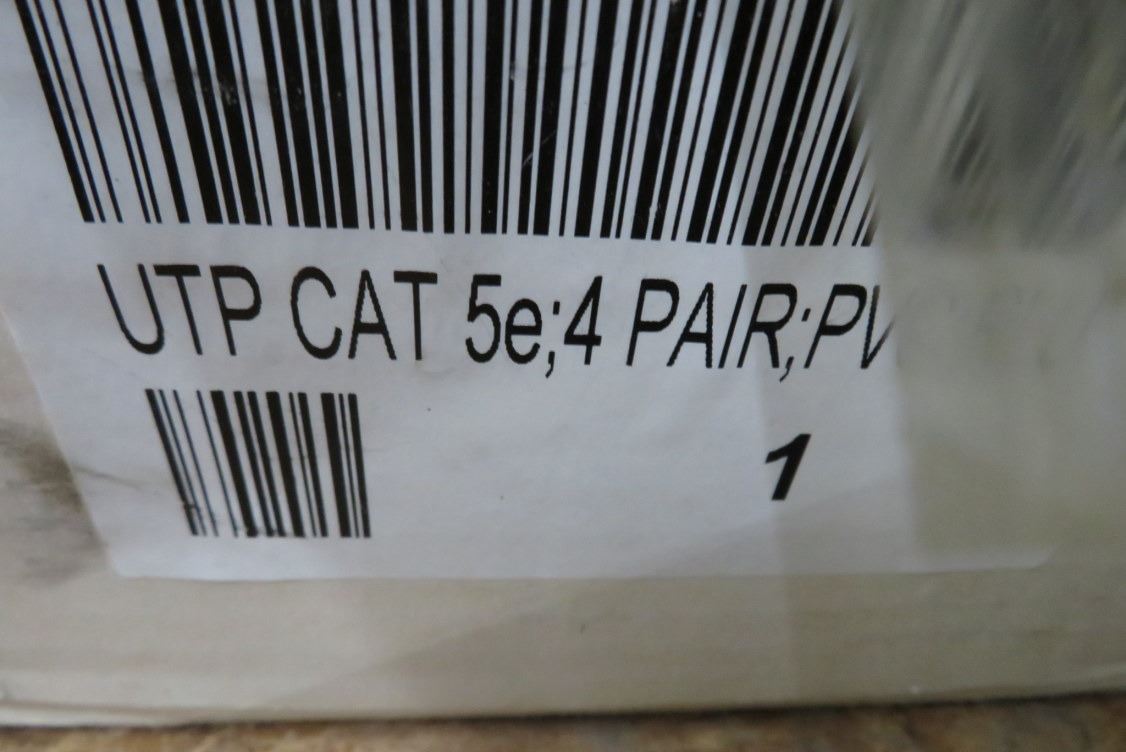 UTP CAT 5e;4 PAIR;PV
1